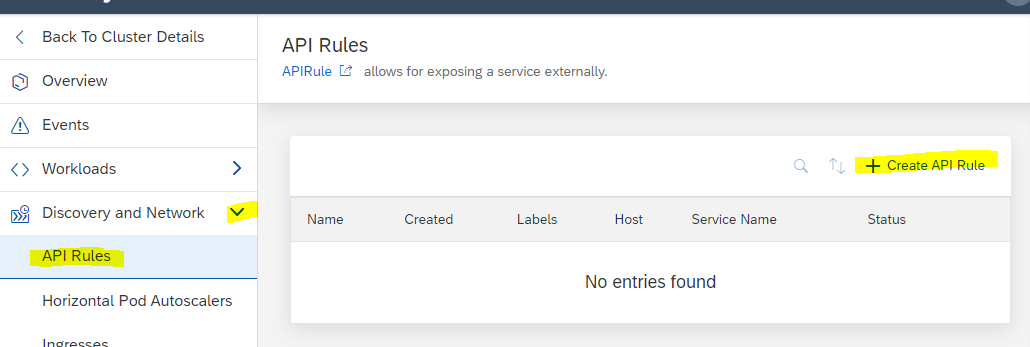 Back To Cluster Details
Overview
Events
Workloads
Discovery and Network
API Rules
Horizontal Pod Autoscalers
Ingresses
API Rules
APIRule allows for exposing a service externally.
Create API Rule
Name Created Labels Host Service Name Status
No entries found